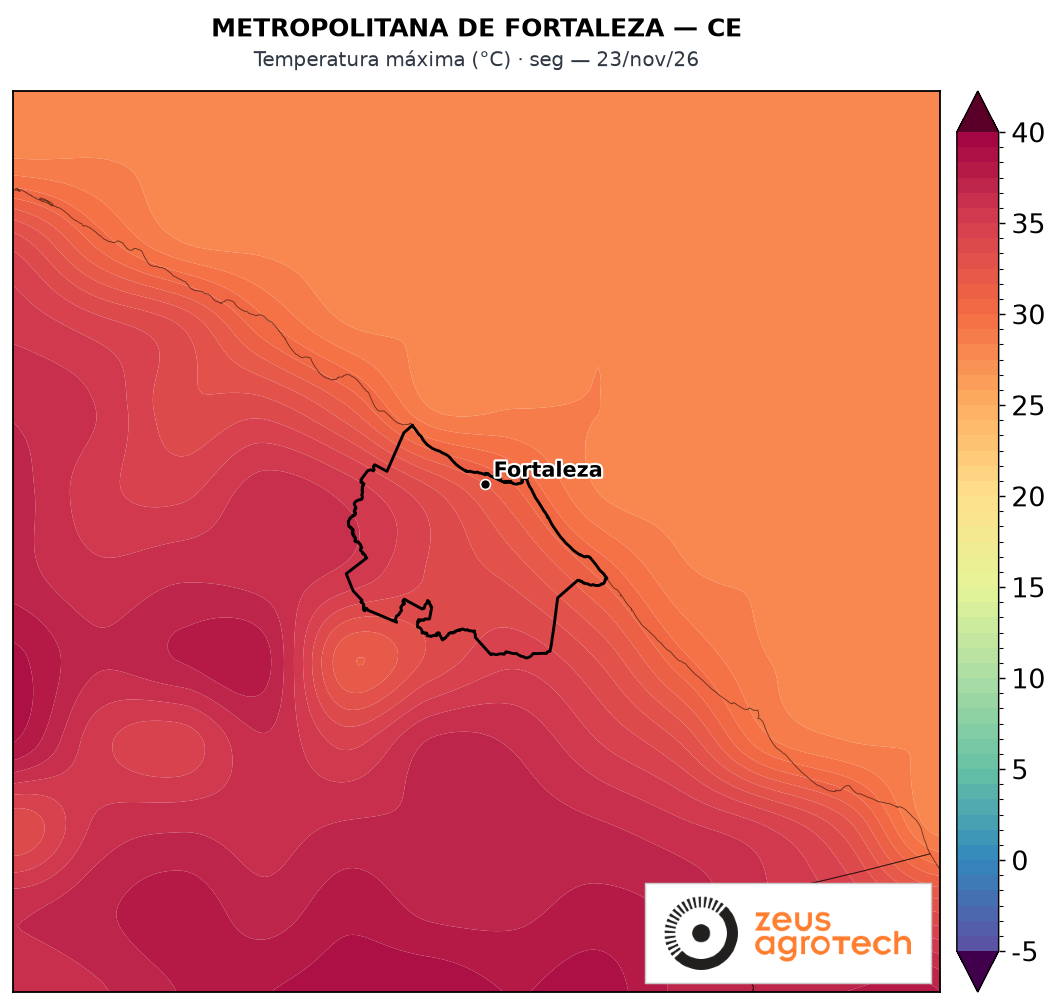 METROPOLITANA DE FORTALEZA — CE
Temperatura máxima (°C) · seg — 23/nov/26
Fortaleza
40
35
30
25
20
15
10
5
0
-5
zeus
agrotech